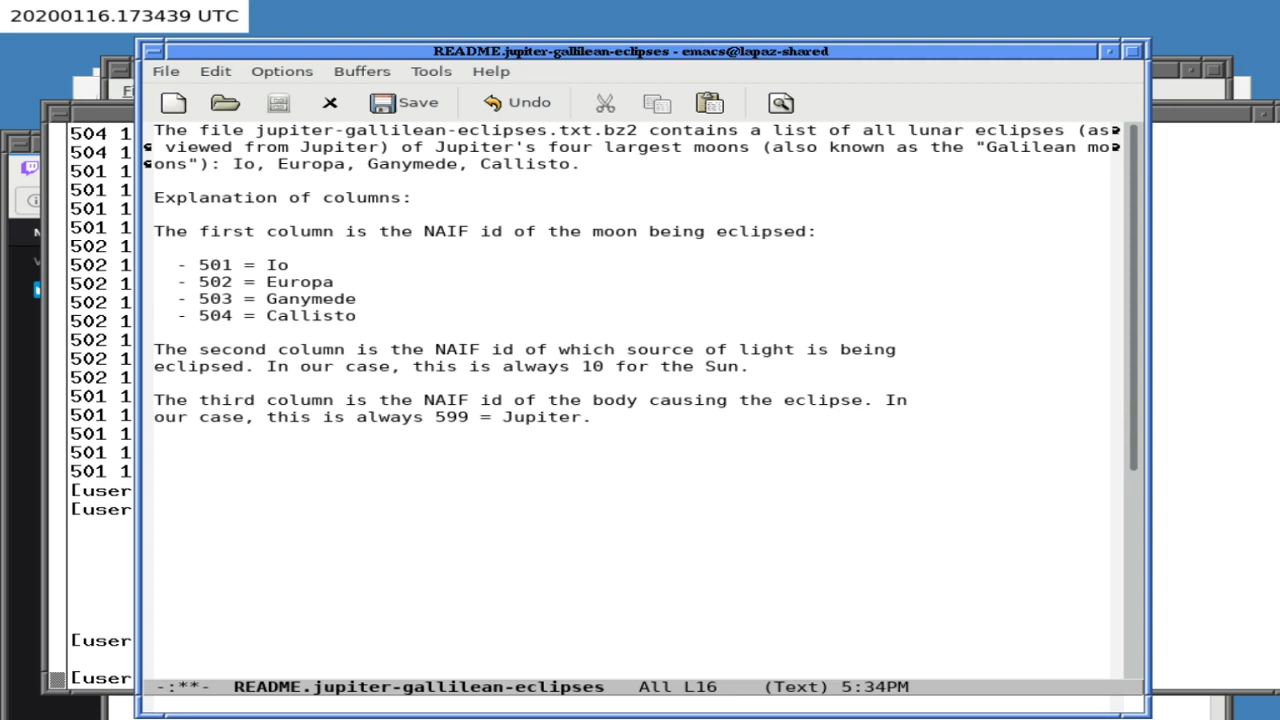 20200116.173439 UTC
README.jupiter-gallilean-eclipses - emacs@lapaz-shared
File Edit Options Buffers Tools Help
Save Undo
The file jupiter-gallilean-eclipses.txt.bz2 contains a list of all lunar eclipses (as
viewed from Jupiter) of Jupiter's four largest moons (also known as the "Galilean mo
ons"): Io, Europa, Ganymede, Callisto.
Explanation of columns:
The first column is the NAIF id of the moon being eclipsed:
- 501 = Io
- 502 = Europa
- 503 = Ganymede
- 504 = Callisto
The second column is the NAIF id of which source of light is being
eclipsed. In our case, this is always 10 for the Sun.
The third column is the NAIF id of the body causing the eclipse. In
our case, this is always 599 = Jupiter.
-:**- README.jupiter-gallilean-eclipses All L16 (Text) 5:34PM
504 1
504 1
501 1
501 1
501 1
501 1
502 1
502 1
502 1
502 1
502 1
502 1
502 1
502 1
501 1
501 1
501 1
501 1
501 1
[user
[user
[user
[user